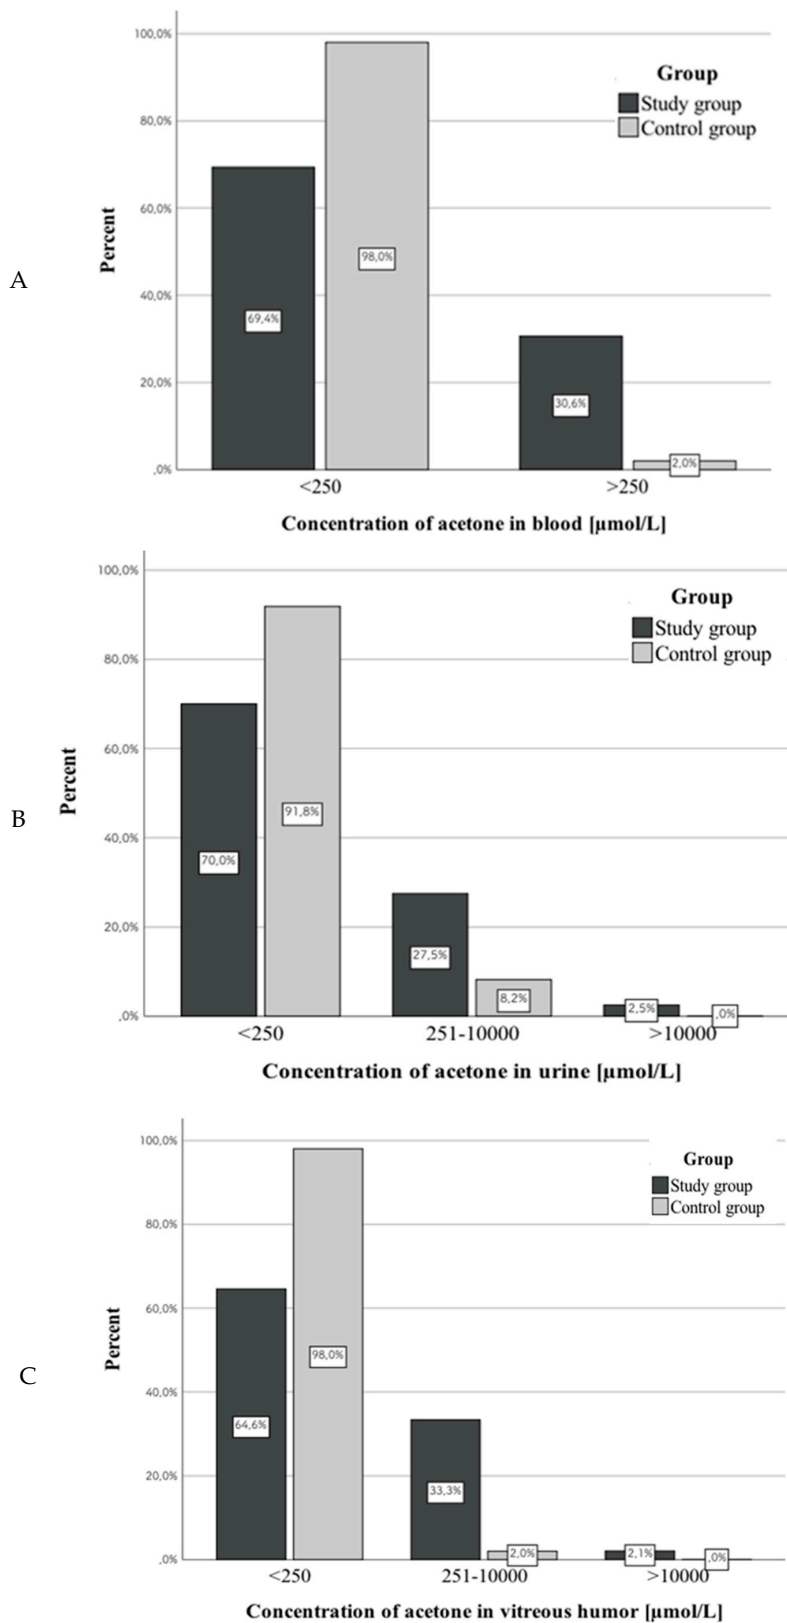 A
100,0%
80,0%
60,0%
40,0%
20,0%
,0%
Percent
Group
Study group
Control group
69,4%
98,0%
30,6%
2,0%
<250
>250
Concentration of acetone in blood [µmol/L]
B
100,0%
80,0%
60,0%
40,0%
20,0%
,0%
Percent
Group
Study group
Control group
70,0%
91,8%
27,5%
8,2%
2,5%
,0%
<250
251-10000
>10000
Concentration of acetone in urine [µmol/L]
C
100,0%
80,0%
60,0%
40,0%
20,0%
,0%
Percent
Group
Study group
Control group
64,6%
98,0%
33,3%
2,0%
2,1%
,0%
<250
251-10000
>10000
Concentration of acetone in vitreous humor [µmol/L]